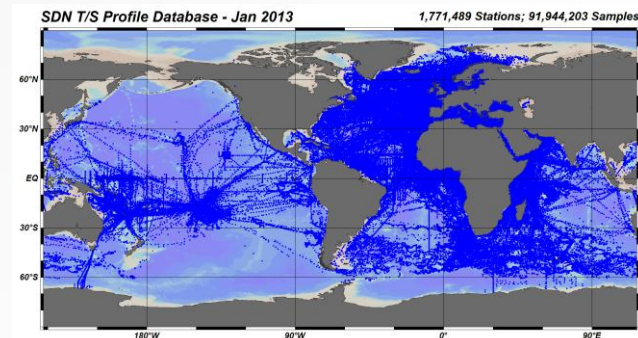 SDN T/S Profile Database - Jan 2013
1,771,489 Stations; 91,944,203 Samples
60°N
30°N
EQ
30°S
60°S
180°W
90°W
0°
90°E